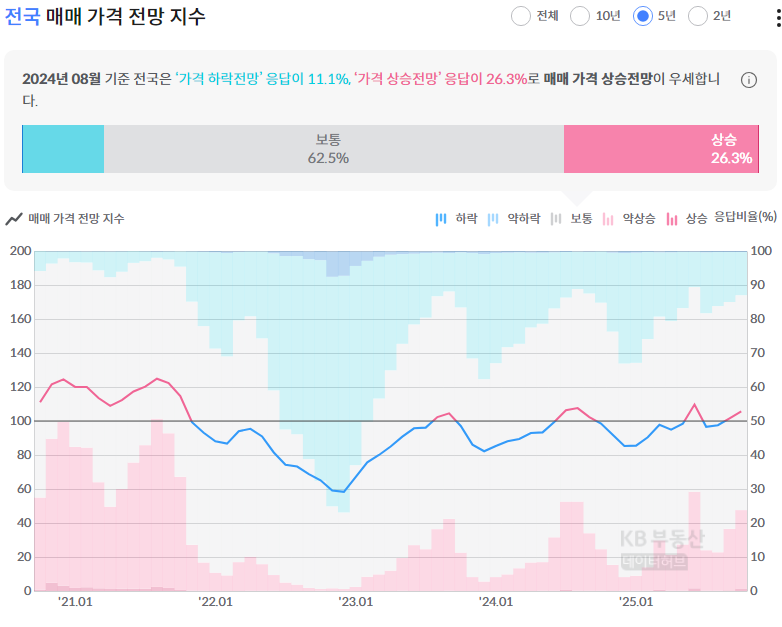 전국 매매 가격 전망 지수
전체 10년 5년 2년
2024년 08월 기준 전국은 '가격 하락전망' 응답이 11.1%, '가격 상승전망' 응답이 26.3%로 매매 가격 상승전망이 우세합니
다.
보통 상승
62.5% 26.3%
매매 가격 전망 지수 하락 약하락 보통 약상승 상승 응답비율(%)
200 100
180 90
160 80
140 70
120 60
100 50
80 40
60 30
40 20
KB 부동산
데이터허브
20 10
0 0
'21.01 '22.01 '23.01 '24.01 '25.01